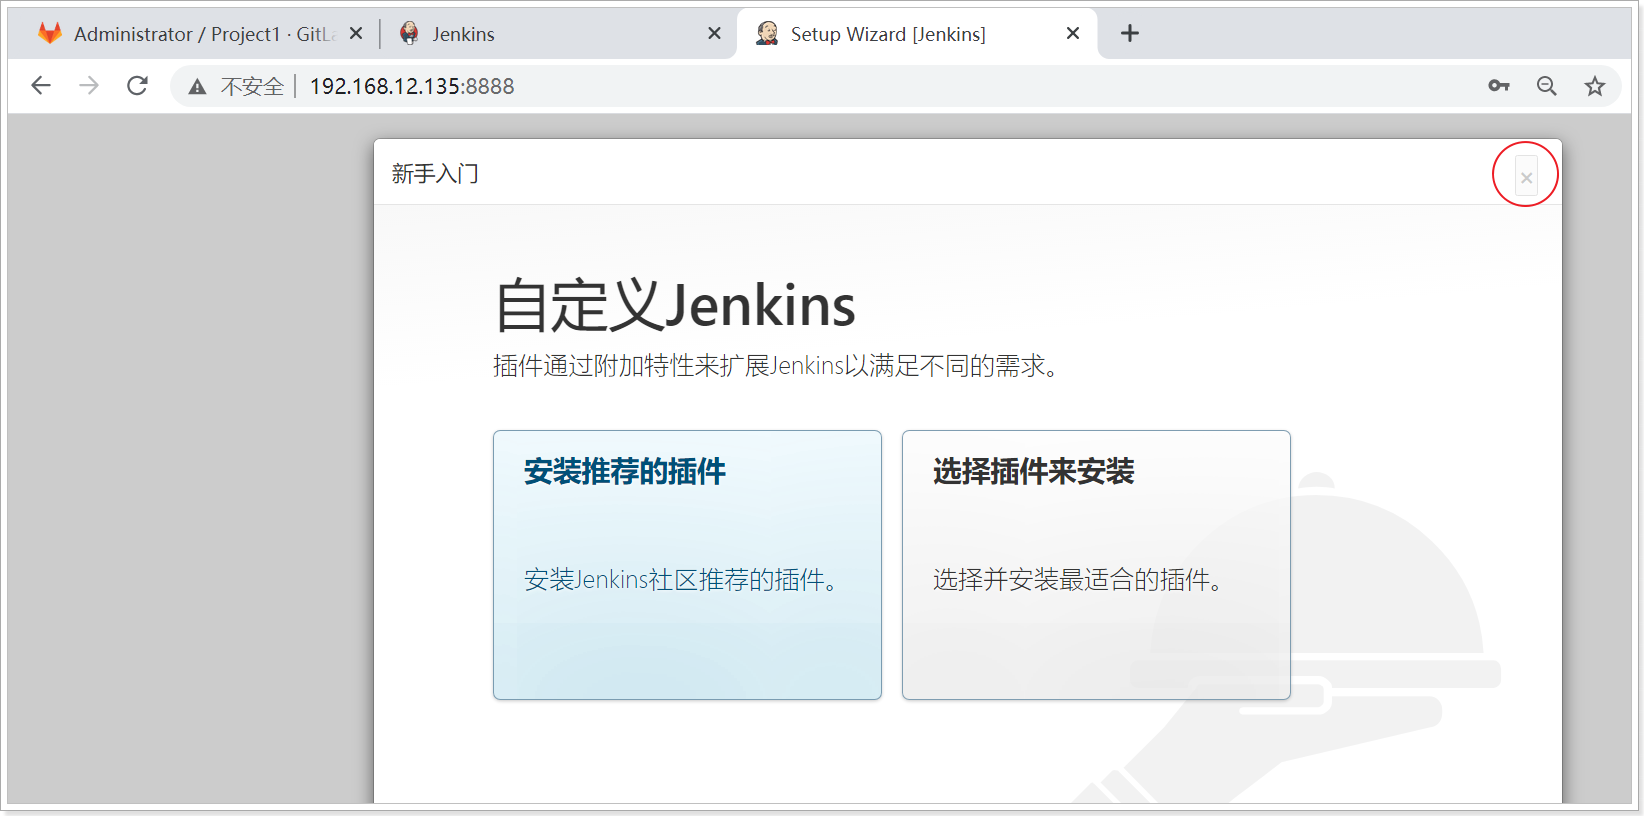 Administrator / Project1 · GitLa
Jenkins
Setup Wizard [Jenkins]
不安全
192.168.12.135:8888
新手入门
自定义Jenkins
插件通过附加特性来扩展Jenkins以满足不同的需求。
安装推荐的插件
安装Jenkins社区推荐的插件。
选择插件来安装
选择并安装最适合的插件。